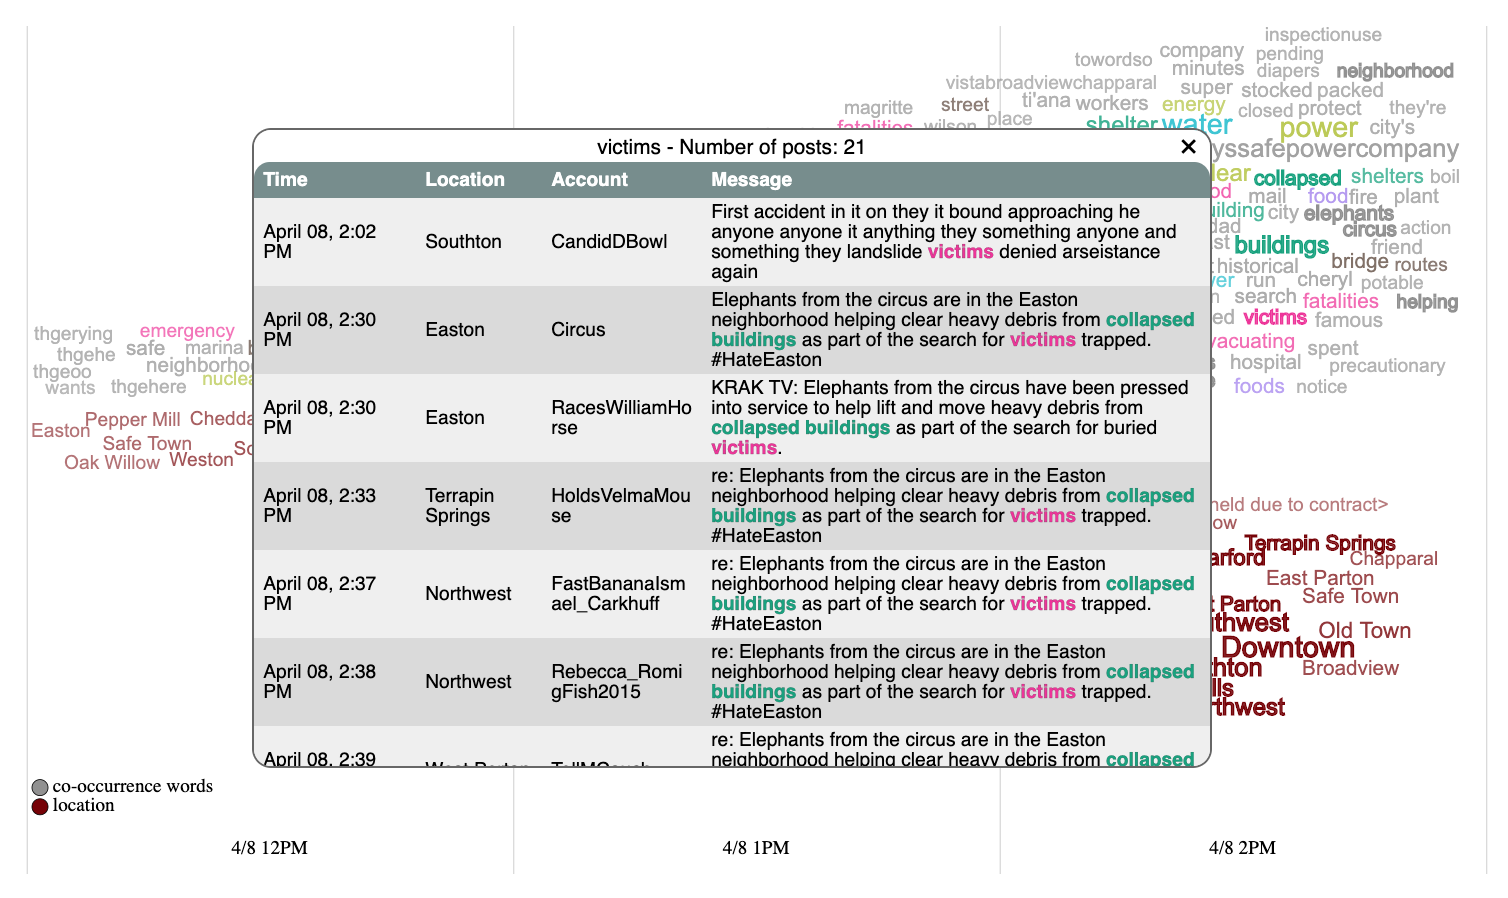 inspectionuse
towordso company pending
minutes diapers neighborhood
vistabroadviewchapparal super stocked packed
magritte street ti'ana workers energy closed protect they're
fatalities wilson place shelter water power city's
victims - Number of posts: 21
yssafepowercompany
Time Location Account Message
lear collapsed shelters boil
od mail food fire plant
April 08, 2:02 PM Southton CandidDBowl First accident in it on they it bound approaching he
anyone anyone it anything they something anyone and
something they landslide victims denied arseistance
again
uilding city elephants
dad circus action
st buildings friend
historical bridge routes
ver run cheryl potable
April 08, 2:30 PM Easton Circus Elephants from the circus are in the Easton
neighborhood helping clear heavy debris from collapsed
buildings as part of the search for victims trapped.
#HateEaston
n search fatalities helping
ed victims famous
vacuating spent
hospital precautionary
foods notice
thgerying emergency
thgehe safe marina
thgeoo neighborho
wants thgehere nuclea
April 08, 2:30 PM Easton RacesWilliamHorse KRAK TV: Elephants from the circus have been pressed
into service to help lift and move heavy debris from
collapsed buildings as part of the search for buried
victims.
Pepper Mill Chedda
Easton
Safe Town Sc
Oak Willow Weston
April 08, 2:33 PM Terrapin Springs HoldsVelmaMouse re: Elephants from the circus are in the Easton
neighborhood helping clear heavy debris from collapsed
buildings as part of the search for victims trapped.
#HateEaston
held due to contract>
ow
Terrapin Springs
arford Chapparal
East Parton
Safe Town
t Parton
thwest Old Town
Downtown
hton Broadview
lls
thwest
April 08, 2:37 PM Northwest FastBananaIsmael_Carkhuff re: Elephants from the circus are in the Easton
neighborhood helping clear heavy debris from collapsed
buildings as part of the search for victims trapped.
#HateEaston
April 08, 2:38 PM Northwest Rebecca_RomigFish2015 re: Elephants from the circus are in the Easton
neighborhood helping clear heavy debris from collapsed
buildings as part of the search for victims trapped.
#HateEaston
April 08, 2:39 re: Elephants from the circus are in the Easton
neighborhood helping clear heavy debris from collapsed
co-occurrence words
location
4/8 12PM 4/8 1PM 4/8 2PM